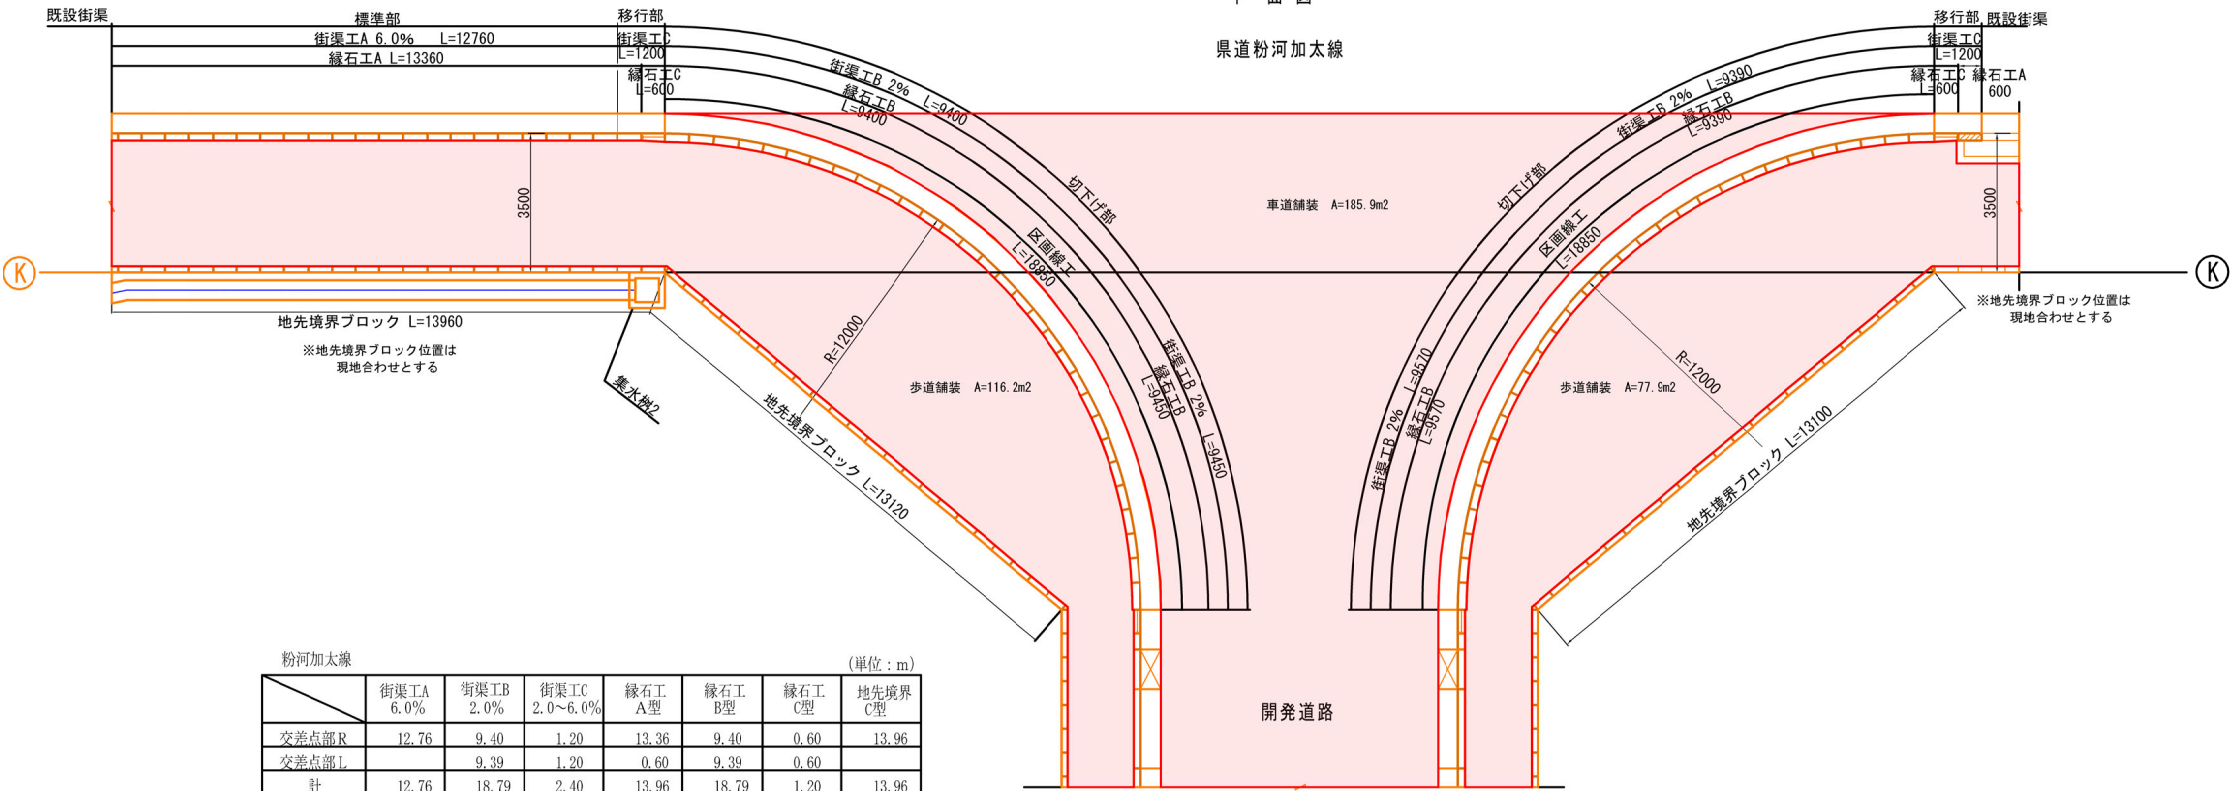 県道粉河加太線
既設街渠
標準部
移行部
街渠工A 6.0% L=12760
街渠工C
L=1200
縁石工A L=13360
縁石工C
L=600
街渠工B 2% L=9400
縁石工B
L=9400
切下げ部
区画線工
L=18850
3500
K
地先境界ブロック L=13960
※地先境界ブロック位置は
現地合わせとする
集水桝2
R=12000
地先境界ブロック L=13120
歩道舗装 A=116.2m2
街渠工B 2% L=9450
縁石工B
L=9450
車道舗装 A=185.9m2
移行部
既設街渠
街渠工C
L=1200
縁石工C
L=600
縁石工A
600
街渠工B 2% L=9390
縁石工B
L=9390
切下げ部
区画線工
L=18850
3500
K
※地先境界ブロック位置は
現地合わせとする
街渠工B 2% L=9570
縁石工B
L=9570
歩道舗装 A=77.9m2
R=12000
地先境界ブロック L=13100
開発道路
粉河加太線
(単位:m)
街渠工A 6.0% 街渠工B 2.0% 街渠工C 2.0~6.0% 縁石工 A型 縁石工 B型 縁石工 C型 地先境界 C型
交差点部R 12.76 9.40 1.20 13.36 9.40 0.60 13.96
交差点部L 9.39 1.20 0.60 9.39 0.60
計 12.76 18.79 2.40 13.96 18.79 1.20 13.96